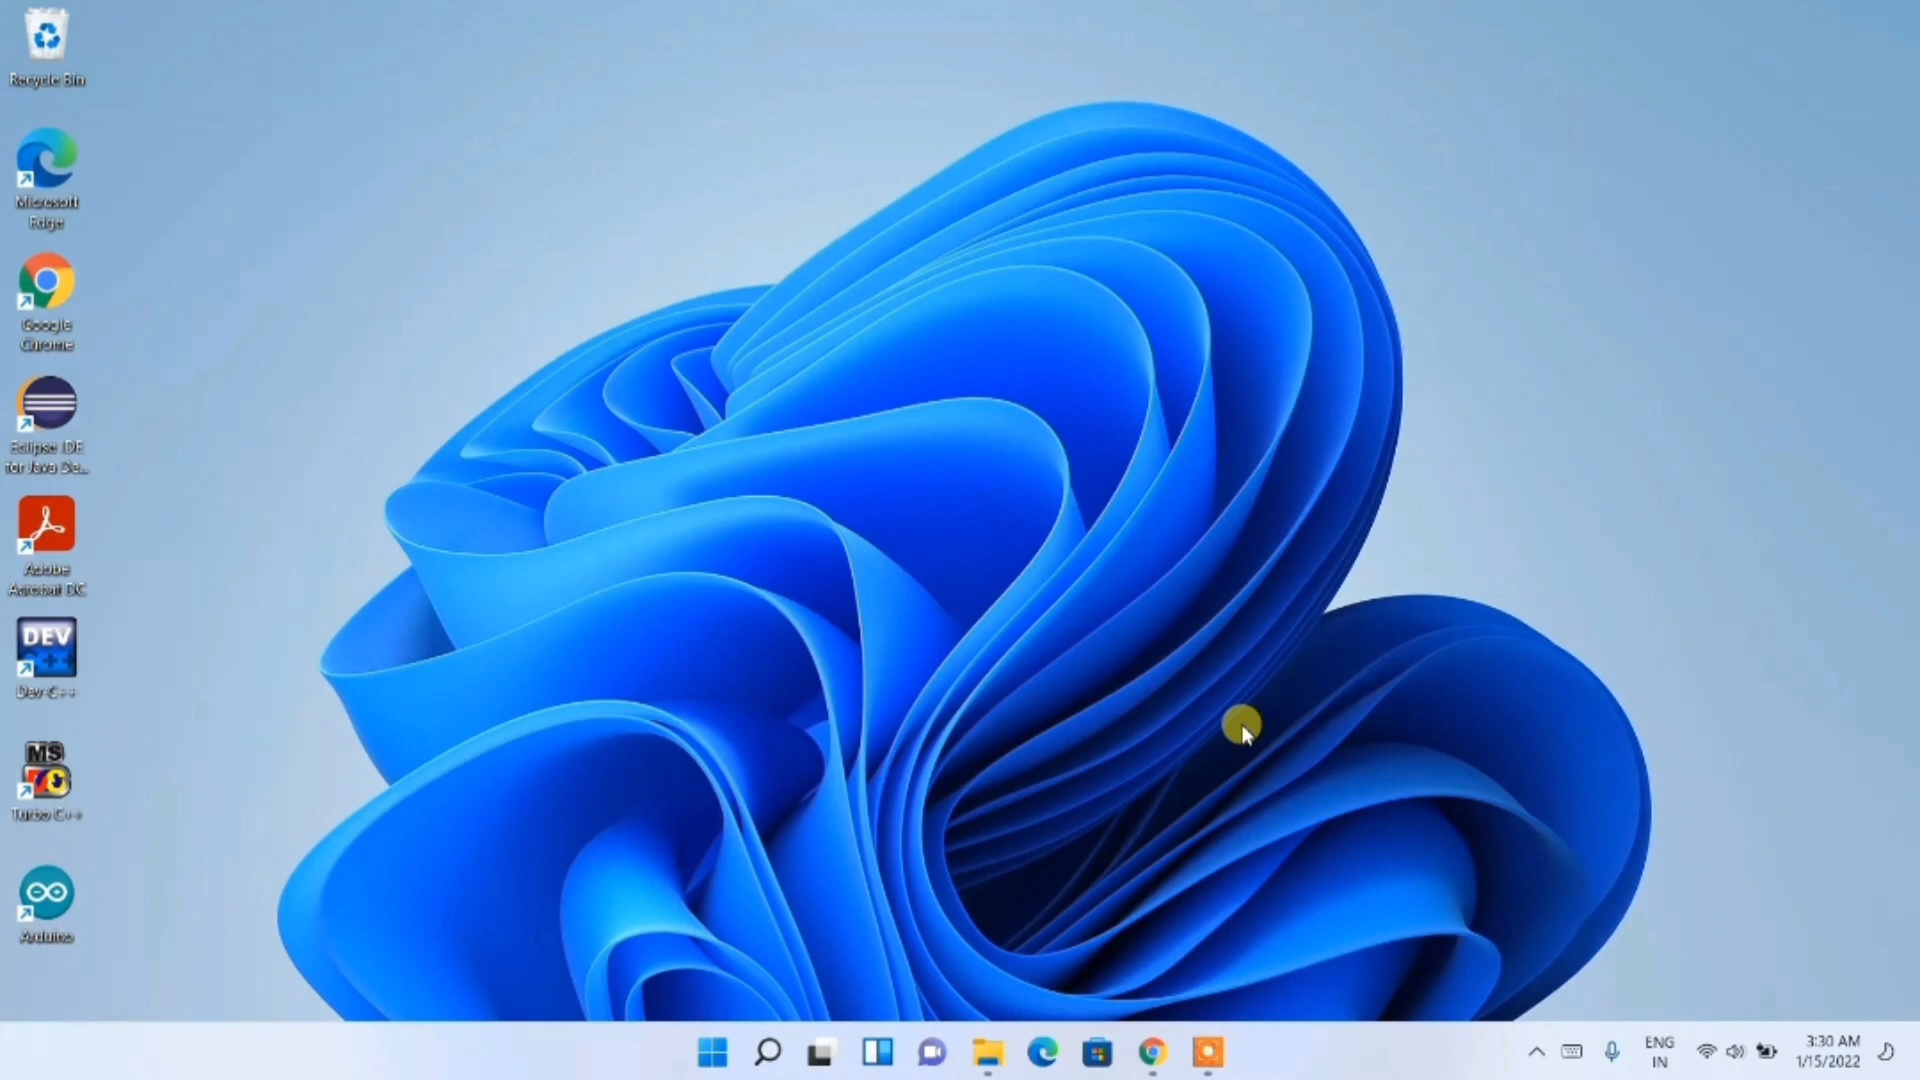 Recycle Bin
Microsoft
Edge
Google
Chrome
Eclipse IDE
for Java De...
Adobe
Acrobat DC
DEV
C++
Dev-C++
MS
Turbo C++
Arduino
ENG
IN
3:30 AM
1/15/2022